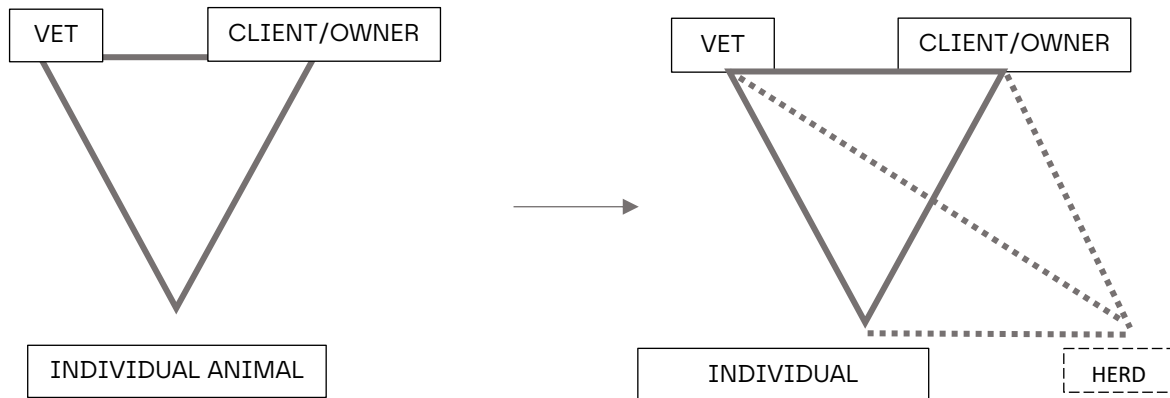 VET
CLIENT/OWNER
INDIVIDUAL ANIMAL
VET
CLIENT/OWNER
INDIVIDUAL
HERD